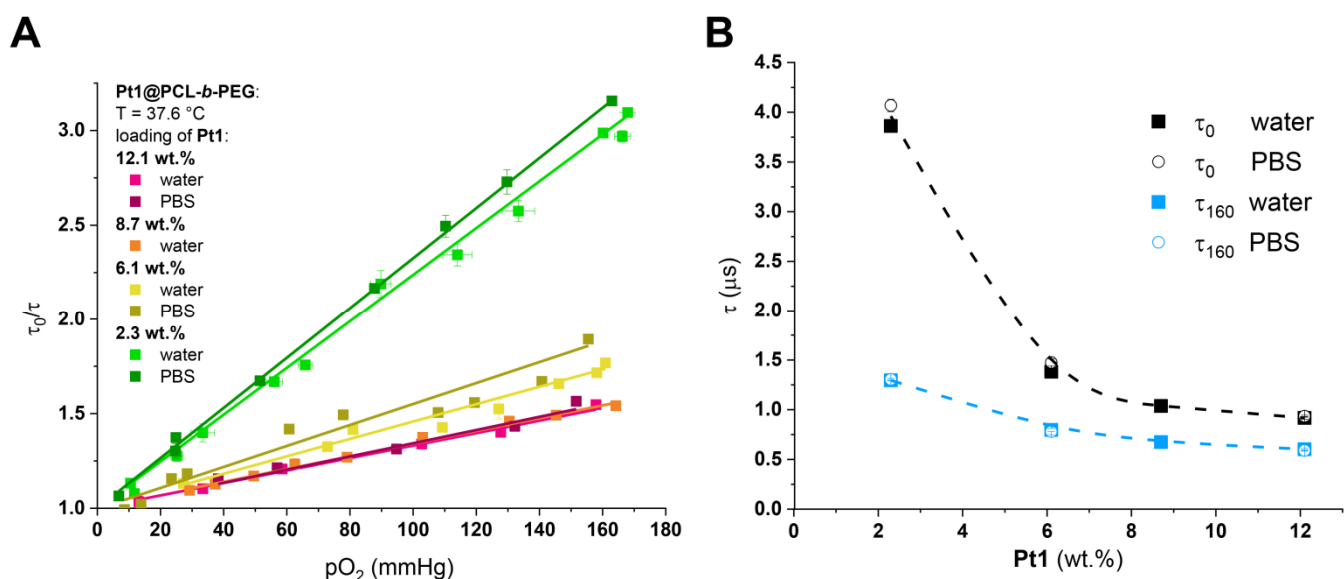 A
Pt1@PCL-b-PEG:
T = 37.6 °C
loading of Pt1:
12.1 wt.%
water
PBS
8.7 wt.%
water
6.1 wt.%
water
PBS
2.3 wt.%
water
PBS
3.0
2.5
2.0
1.5
1.0
τ₀/τ
0 20 40 60 80 100 120 140 160 180
pO₂ (mmHg)
B
4.5
4.0
3.5
3.0
2.5
2.0
1.5
1.0
0.5
0.0
τ (µs)
τ₀ water
τ₀ PBS
τ₁₆₀ water
τ₁₆₀ PBS
0 2 4 6 8 10 12
Pt1 (wt.%)